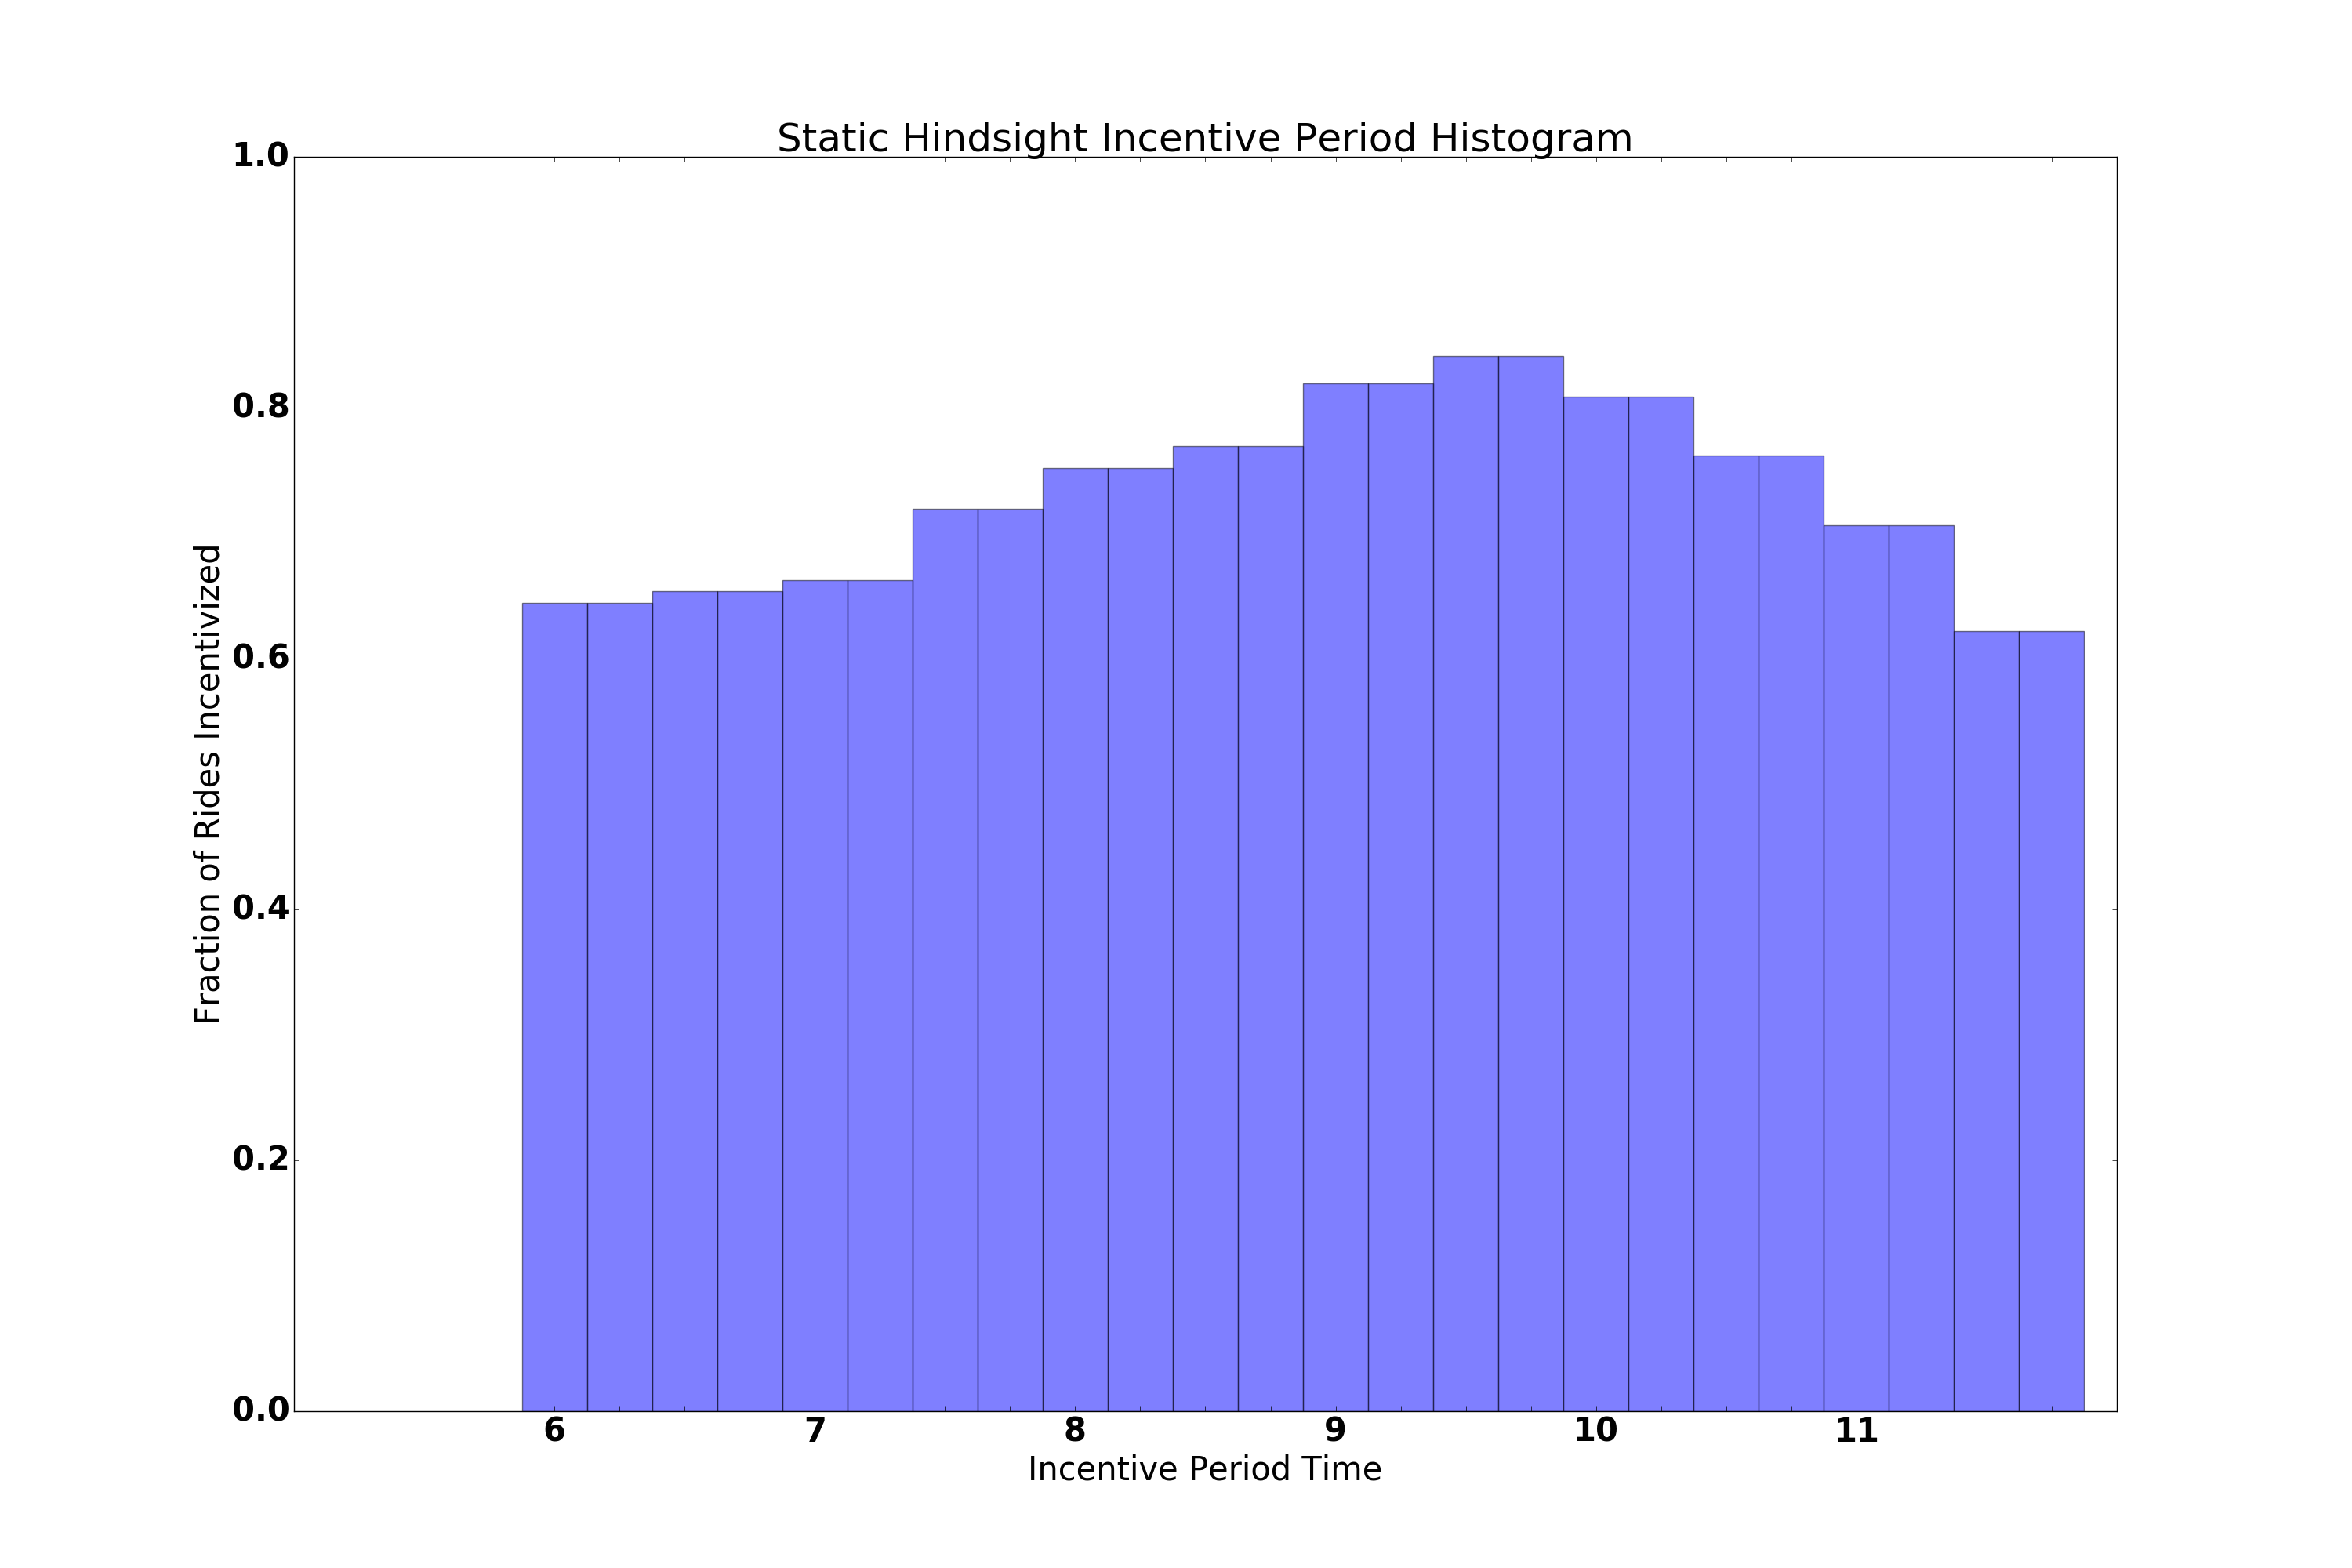 Static Hindsight Incentive Period Histogram
1.0
0.8
0.6
0.4
0.2
0.0
Fraction of Rides Incentivized
6 7 8 9 10 11
Incentive Period Time